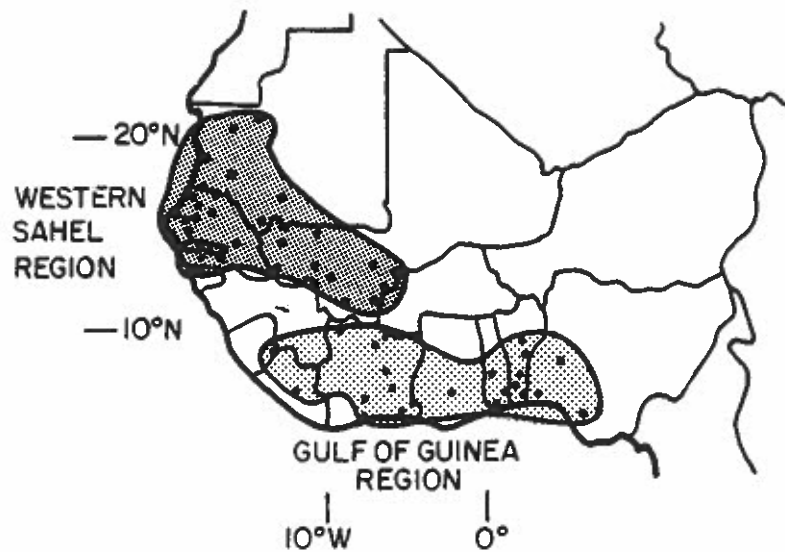 20°N
WESTERN
SAHEL
REGION
10°N
GULF OF GUINEA
REGION
10°W
0°